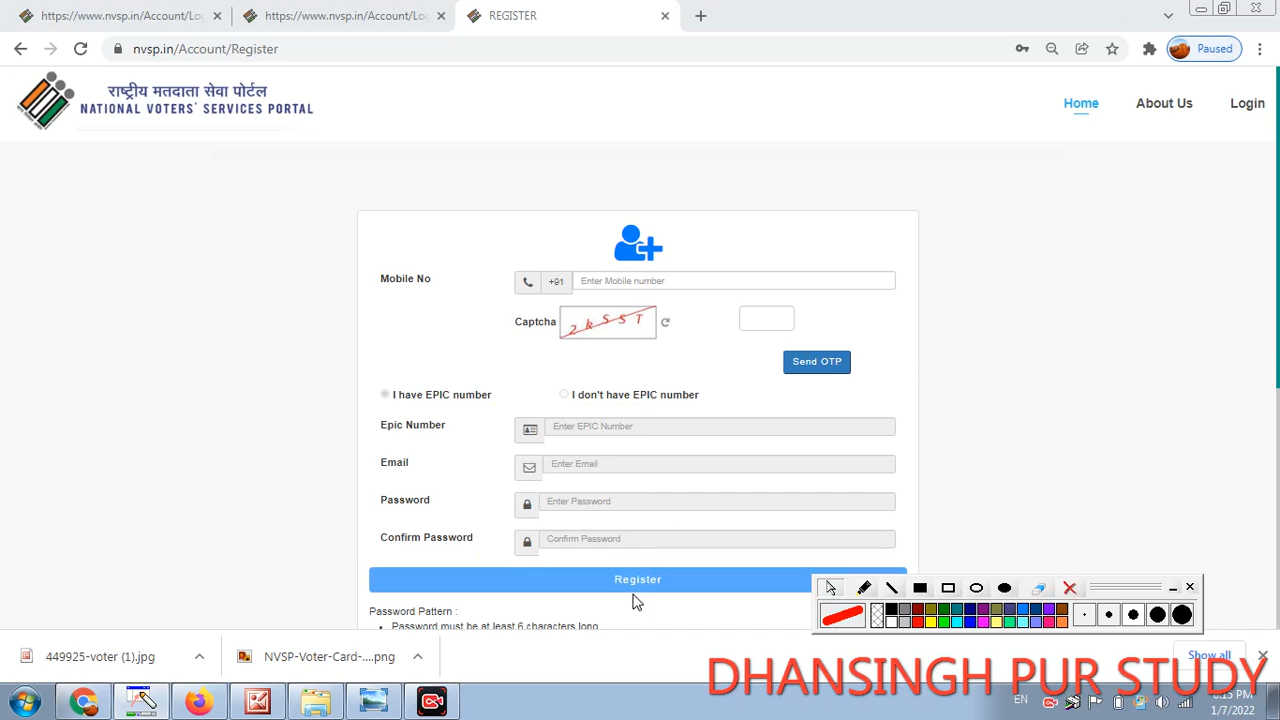 https://www.nvsp.in/Account/Log
https://www.nvsp.in/Account/Log
REGISTER
nvsp.in/Account/Register
Paused
राष्ट्रीय मतदाता सेवा पोर्टल
NATIONAL VOTERS' SERVICES PORTAL
Home
About Us
Login
Mobile No
+91
Enter Mobile number
Captcha
2 k S S T
Send OTP
I have EPIC number
I don't have EPIC number
Epic Number
Enter EPIC Number
Email
Enter Email
Password
Enter Password
Confirm Password
Confirm Password
Register
Password Pattern :
Password must be at least 6 characters long.
449925-voter (1).jpg
NVSP-Voter-Card-....png
Show all
DHANSINGH PUR STUDY
EN
1/7/2022